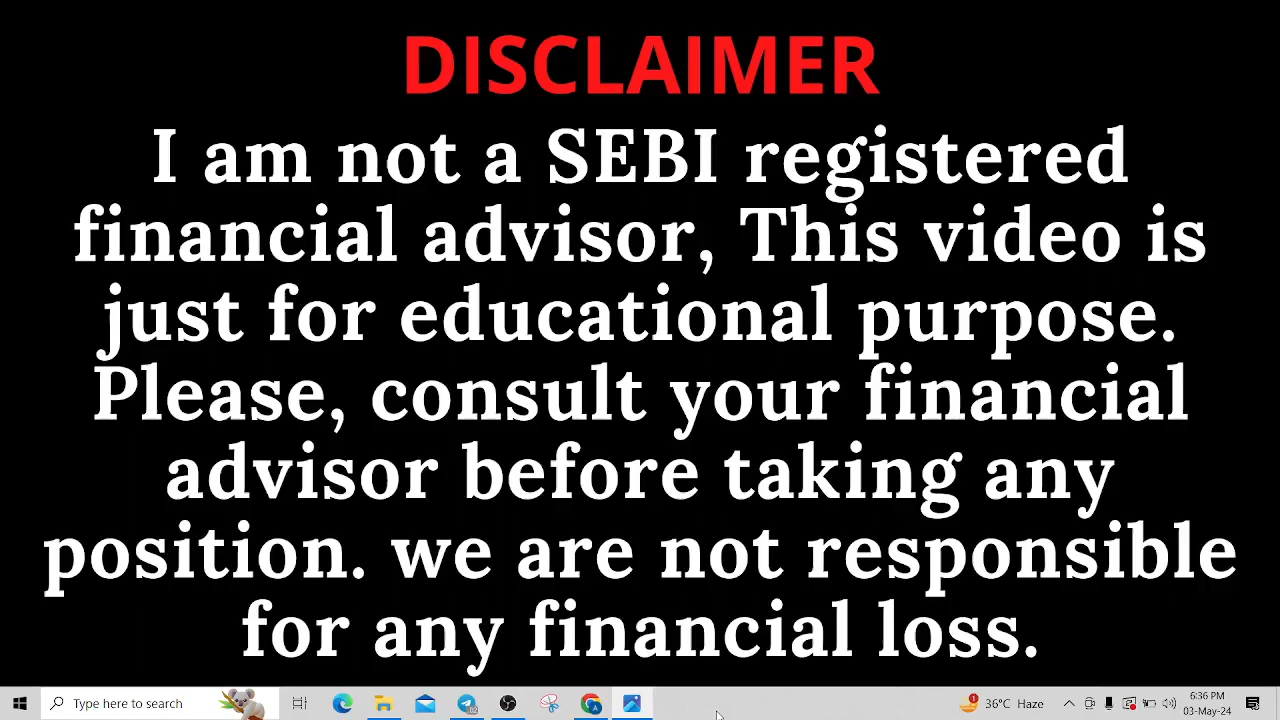 DISCLAIMER
I am not a SEBI registered
financial advisor, This video is
just for educational purpose.
Please, consult your financial
advisor before taking any
position. we are not responsible
for any financial loss.
Type here to search
36°C Haze
6:36 PM
03-May-24